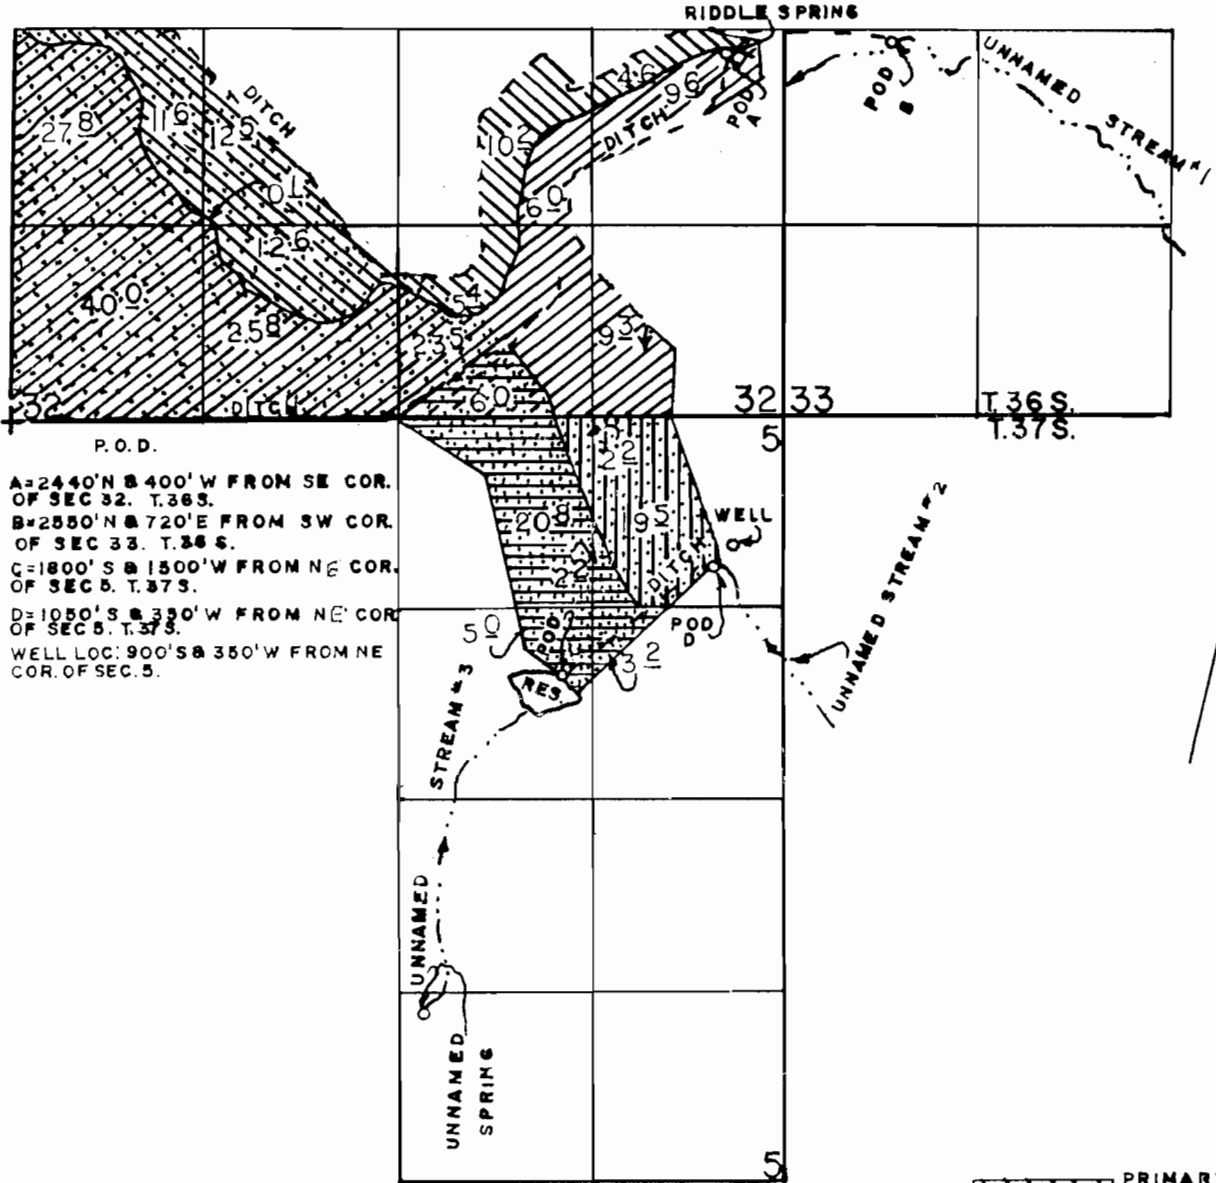 RIDDLE SPRING
UNNAMED STREAM #1
DITCH
27.8
11.6
12.5
4.6
9.6
POD A
POD B
10.2
DITCH
0.1
6.0
12.6
40.0
25.8
5.4
23.5
9.3
6.0
32
DITCH
32 33
T.36S.
5
T.37S.
P.O.D.
A=2440'N & 400'W FROM SE COR.
OF SEC 32. T.36S.
B=2550'N & 720'E FROM SW COR.
OF SEC 33. T.36 S.
C=1800' S & 1500'W FROM NE COR.
OF SEC 5. T.37S.
D=1050'S & 350'W FROM NE COR
OF SEC 5. T.37S.
WELL LOC: 900'S & 350'W FROM NE
COR. OF SEC. 5.
2.2
20.8
9.5
WELL
2.2
DITCH
UNNAMED STREAM #2
5.0
POD
POD D
3.2
RES.
STREAM #3
UNNAMED
UNNAMED SPRING
5
PRIMAR